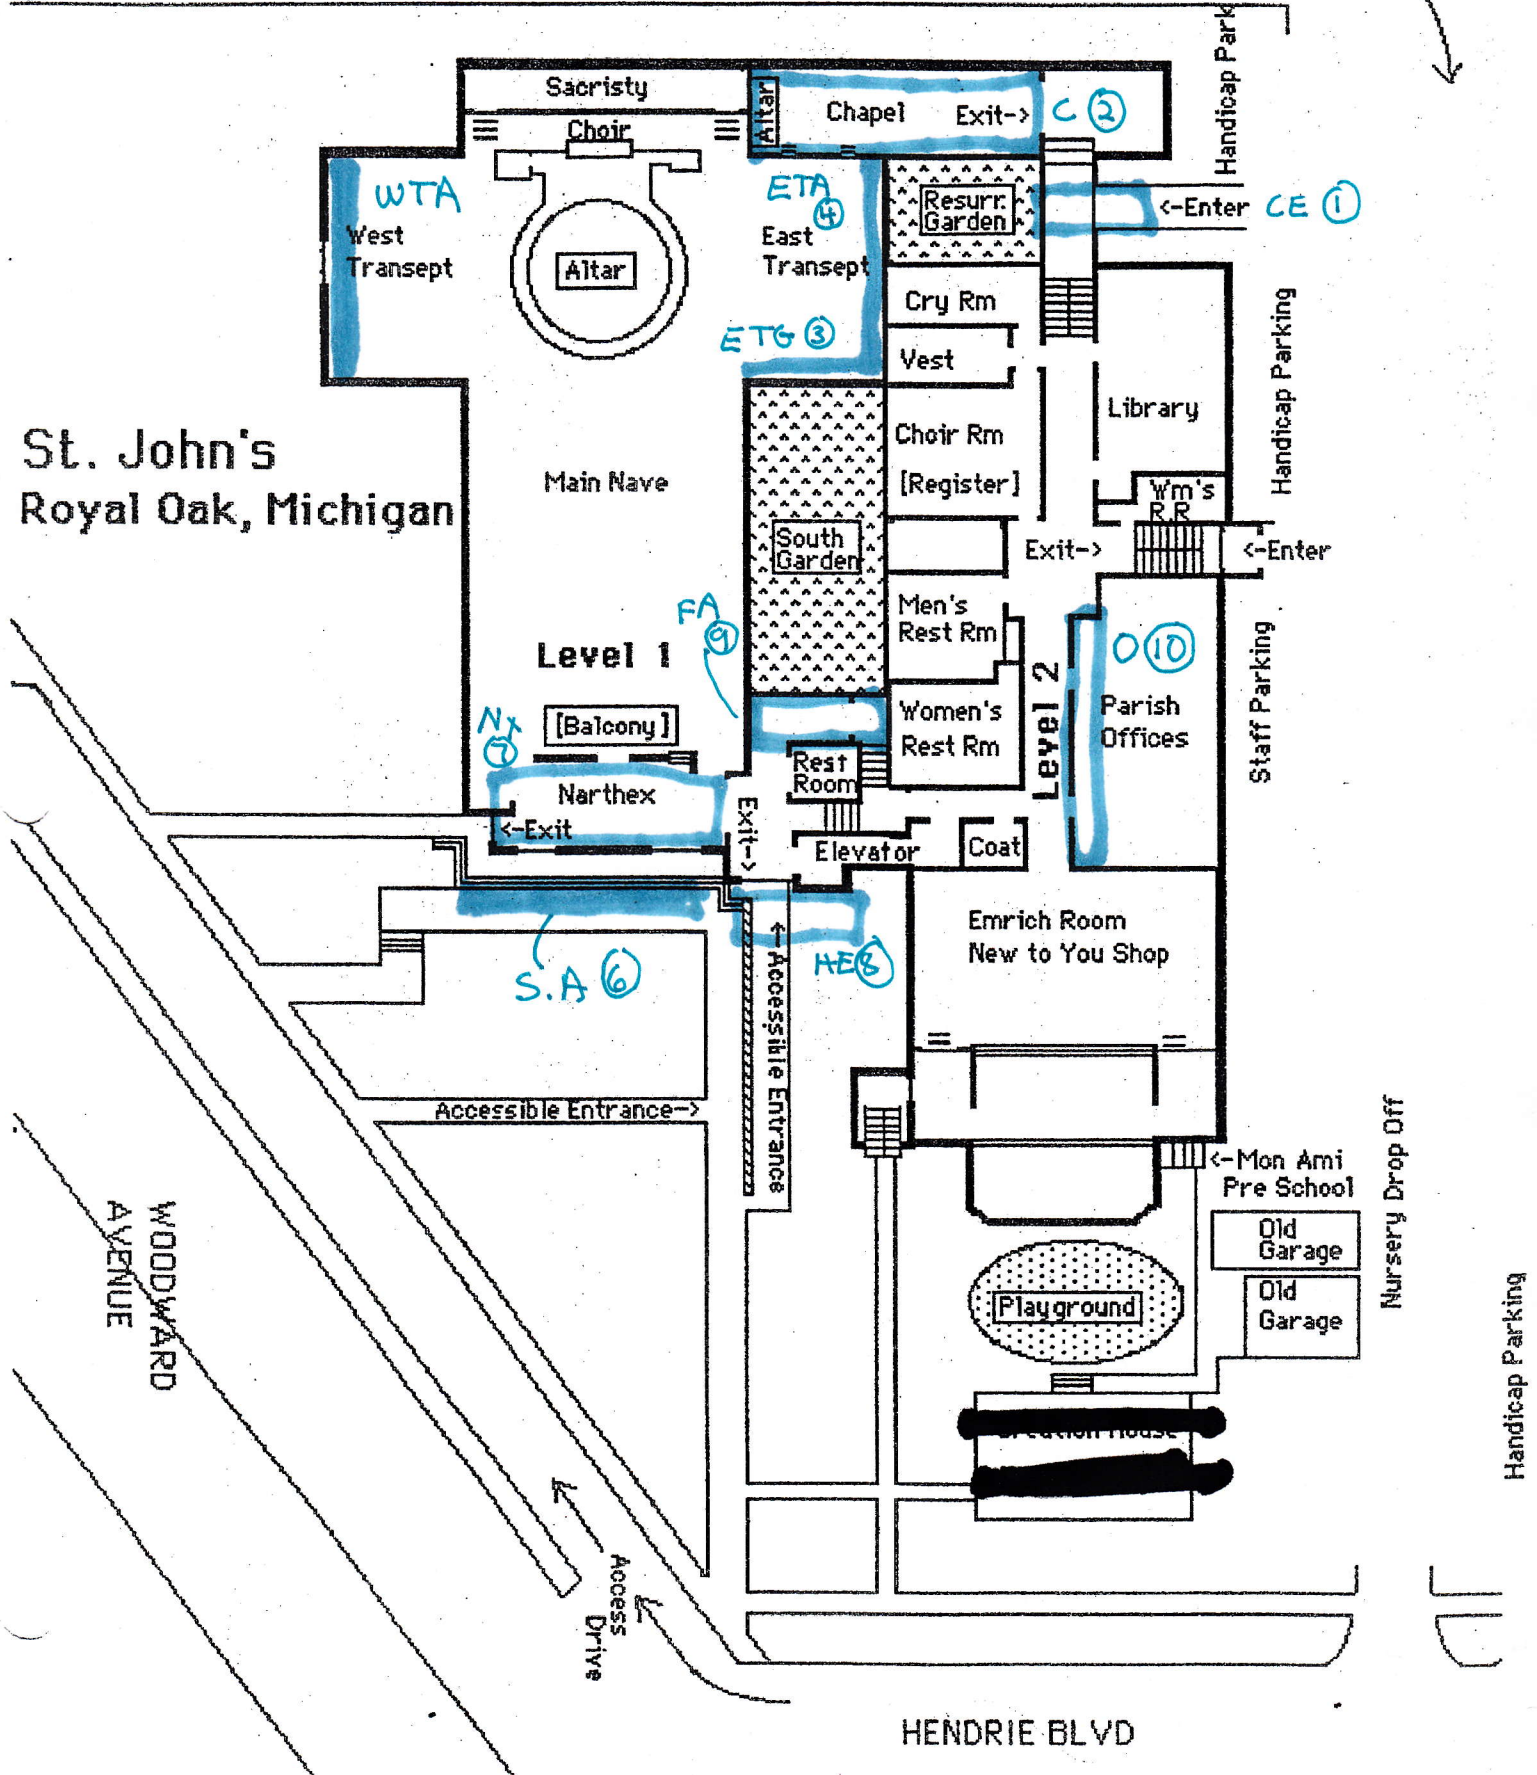 Handicap Park
Sacristy
Altar
Chapel
Exit->
C ②
Choir
WTA
ETA
④
Resurr.
Garden
<-Enter
CE ①
West
Transept
East
Transept
Altar
Cry Rm
ETG ③
Vest
Handicap Parking
Library
St. John's
Royal Oak, Michigan
Choir Rm
[Register]
Main Nave
Wm's
R.R
South
Garden
Exit->
<-Enter
FA
⑨
Men's
Rest Rm
O ⑩
Level 1
Level 2
Staff Parking
Nx
⑦
[Balcony]
Women's
Rest Rm
Parish
Offices
Rest
Room
Narthex
<-Exit
Exit->
Elevator
Coat
Emrich Room
New to You Shop
S.A ⑥
HE ⑧
<-Accessible Entrance
Accessible Entrance->
<-Mon Ami
Pre School
Nursery Drop Off
WOODWARD
AVENUE
Old
Garage
Old
Garage
Playground
Handicap Parking
Access
Drive
HENDRIE BLVD